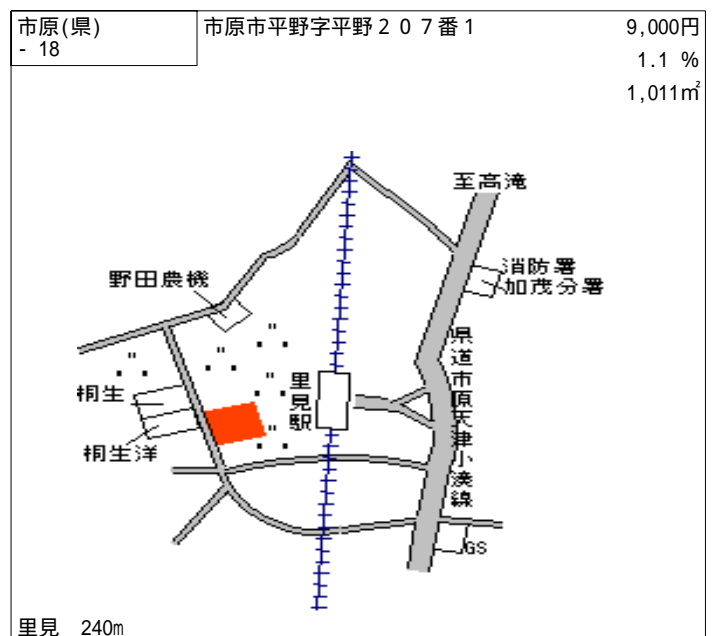 市原(県)
- 18
市原市平野字平野２０７番１
9,000円
1.1 %
1,011㎡
至高滝
消防署
加茂分署
野田農機
県道市原天津小湊線
里見駅
桐生
桐生洋
GS
里見 240m